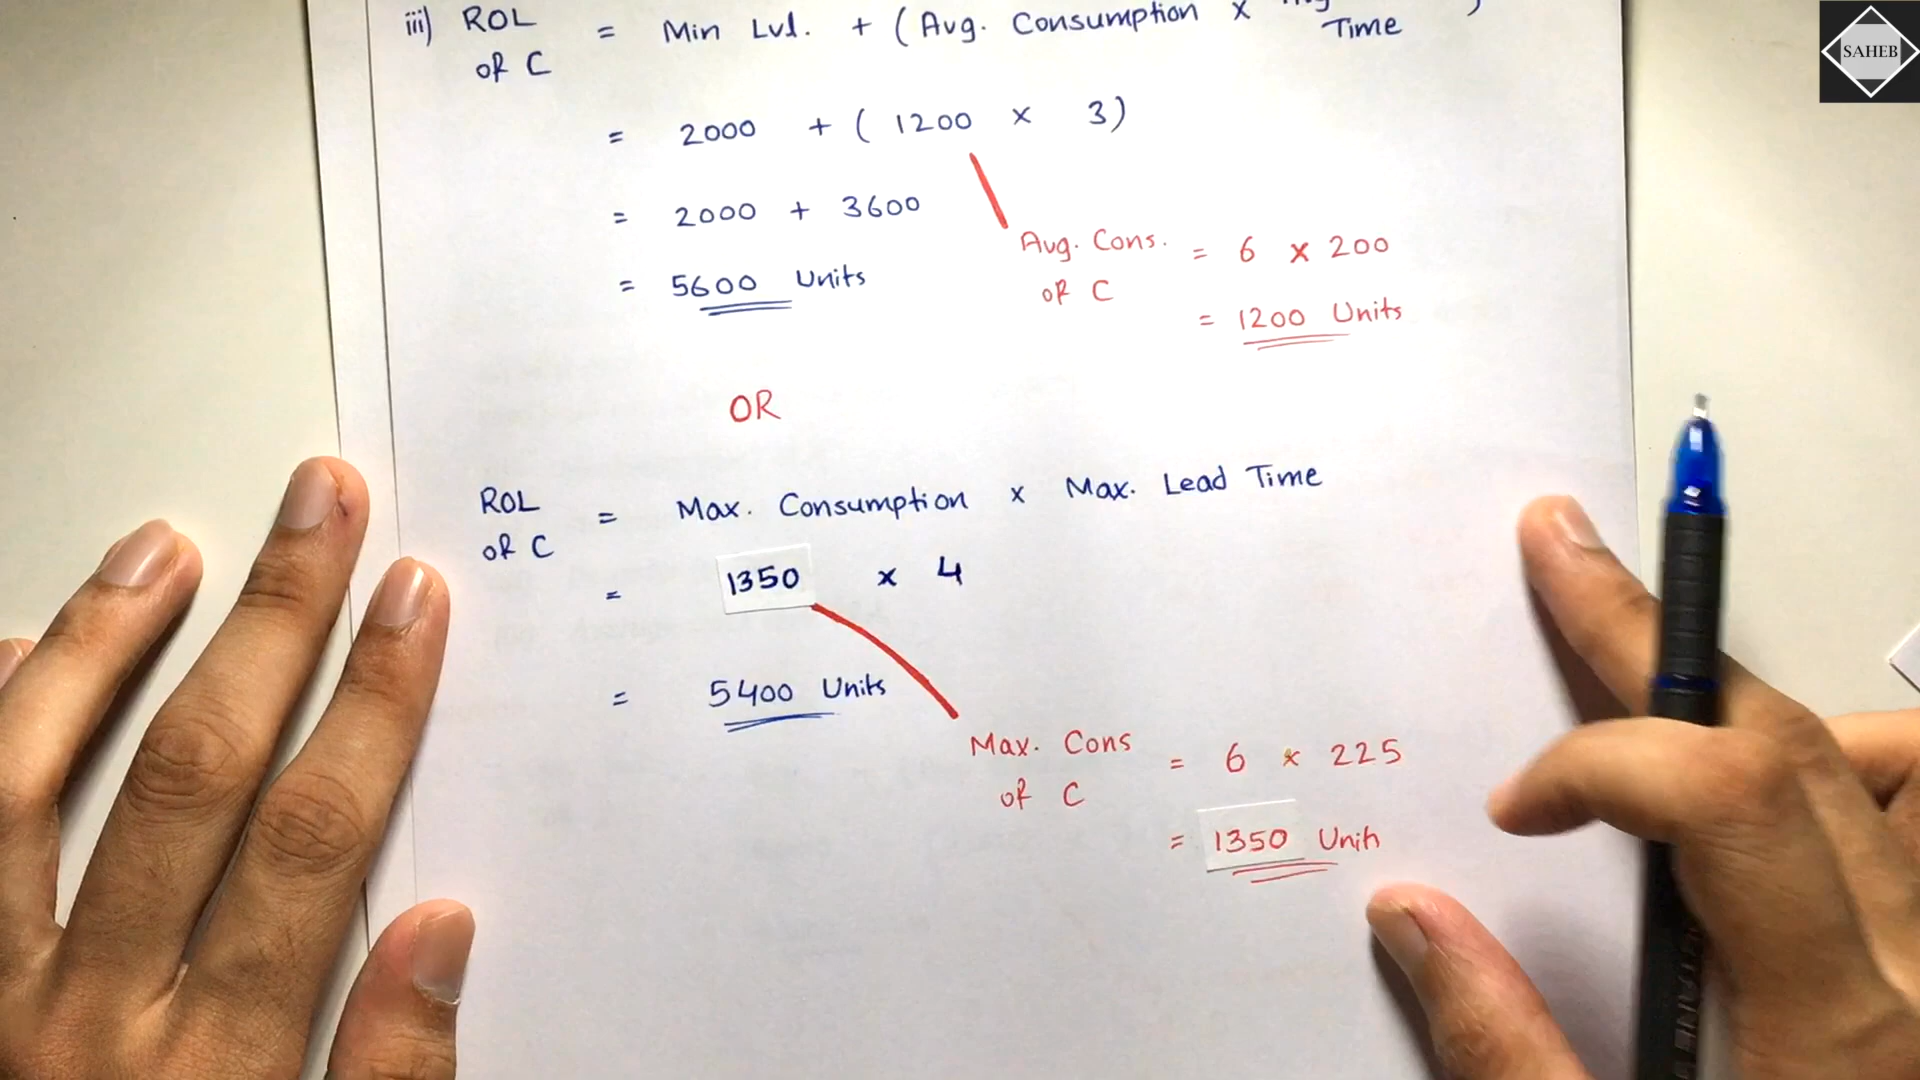 iii) ROL of C = Min Lvl. + ( Avg. Consumption x Time )
= 2000 + ( 1200 x 3 )
= 2000 + 3600
= 5600 Units
Avg. Cons. of C = 6 x 200
= 1200 Units
OR
ROL of C = Max. Consumption x Max. Lead Time
= 1350 x 4
= 5400 Units
Max. Cons of C = 6 x 225
= 1350 Units
SAHEB